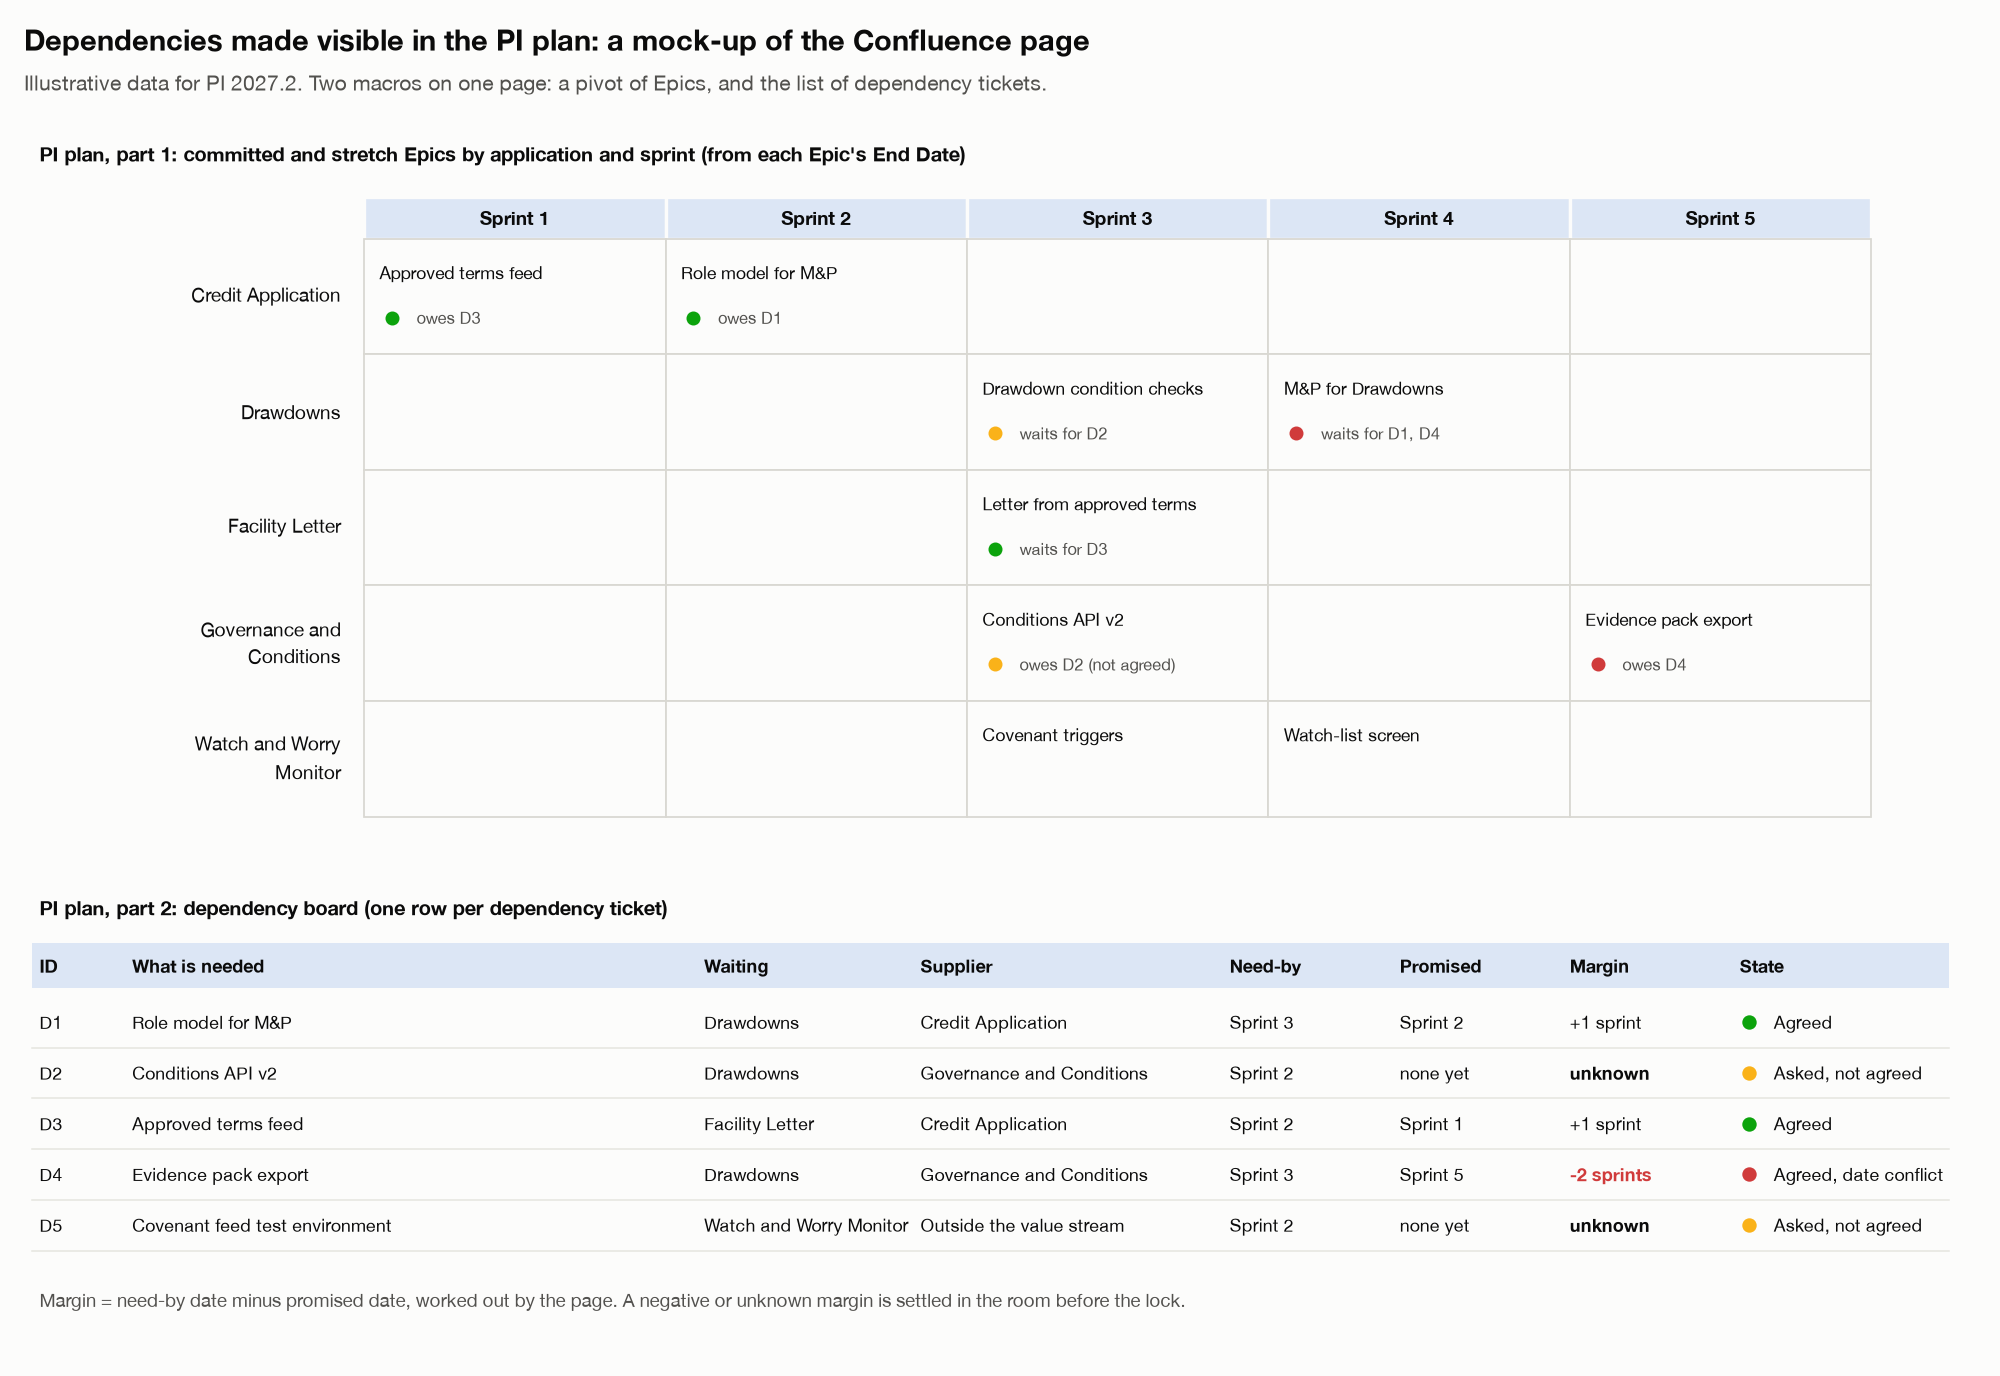 Dependencies made visible in the PI plan: a mock-up of the Confluence page
Illustrative data for PI 2027.2. Two macros on one page: a pivot of Epics, and the list of dependency tickets.
PI plan, part 1: committed and stretch Epics by application and sprint (from each Epic's End Date)
Sprint 1 Sprint 2 Sprint 3 Sprint 4 Sprint 5
Credit Application
Approved terms feed
owes D3
Role model for M&P
owes D1
Drawdowns
Drawdown condition checks
waits for D2
M&P for Drawdowns
waits for D1, D4
Facility Letter
Letter from approved terms
waits for D3
Governance and
Conditions
Conditions API v2
owes D2 (not agreed)
Evidence pack export
owes D4
Watch and Worry
Monitor
Covenant triggers
Watch-list screen
PI plan, part 2: dependency board (one row per dependency ticket)
ID What is needed Waiting Supplier Need-by Promised Margin State
D1 Role model for M&P Drawdowns Credit Application Sprint 3 Sprint 2 +1 sprint Agreed
D2 Conditions API v2 Drawdowns Governance and Conditions Sprint 2 none yet unknown Asked, not agreed
D3 Approved terms feed Facility Letter Credit Application Sprint 2 Sprint 1 +1 sprint Agreed
D4 Evidence pack export Drawdowns Governance and Conditions Sprint 3 Sprint 5 -2 sprints Agreed, date conflict
D5 Covenant feed test environment Watch and Worry Monitor Outside the value stream Sprint 2 none yet unknown Asked, not agreed
Margin = need-by date minus promised date, worked out by the page. A negative or unknown margin is settled in the room before the lock.